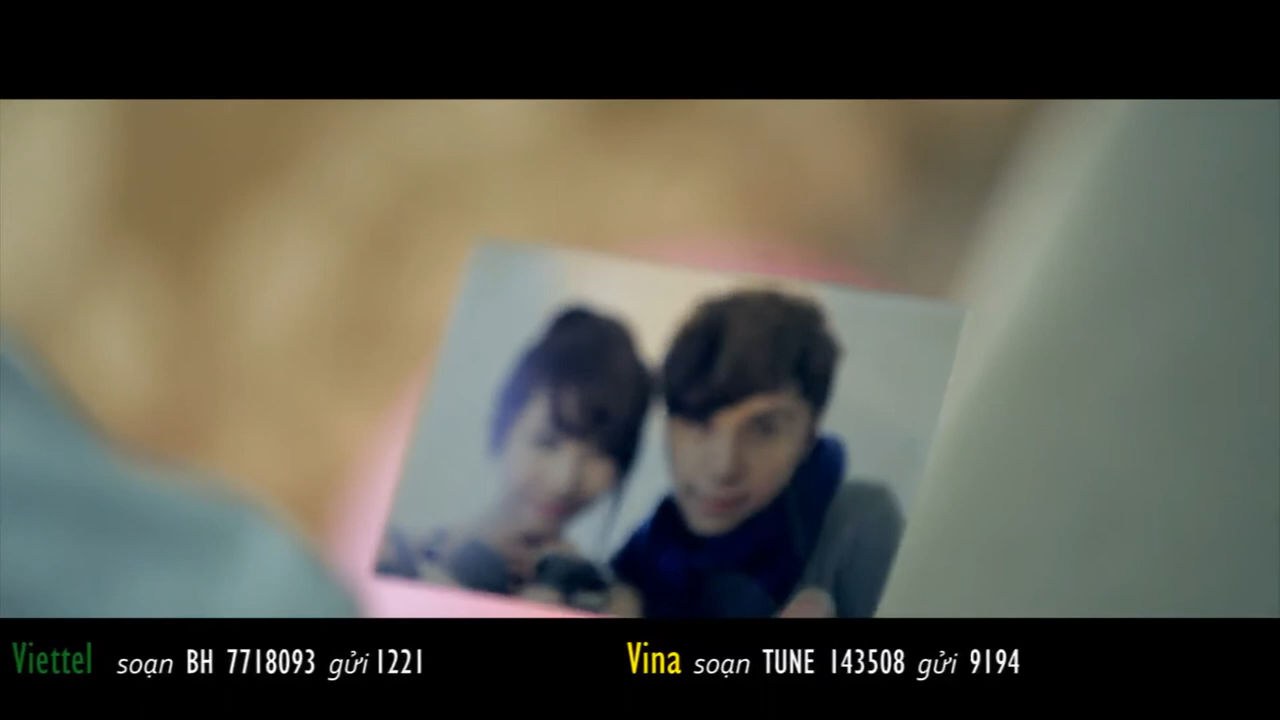 Viettel soạn BH 7718093 gửi 1221 Vina soạn TUNE 143508 gửi 9194